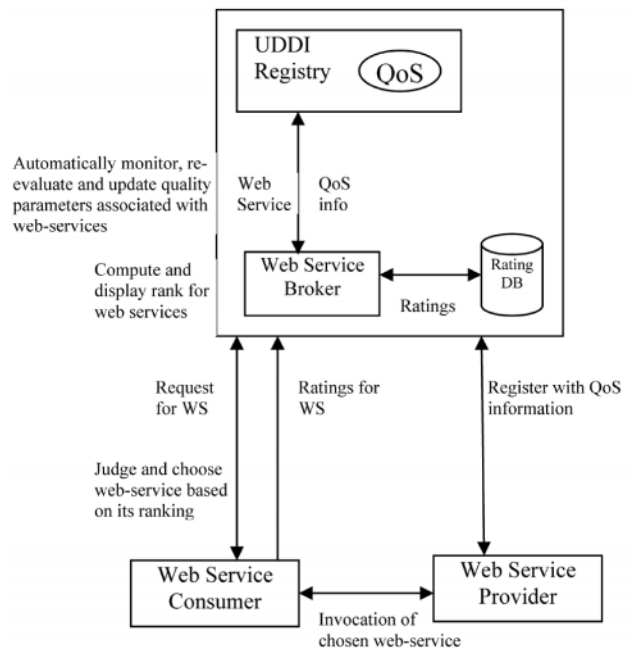 UDDI
Registry
QoS
Automatically monitor, re-
evaluate and update quality
parameters associated with
web-services
Web
Service
QoS
info
Compute and
display rank for
web services
Web Service
Broker
Rating
DB
Ratings
Request
for WS
Ratings for
WS
Register with QoS
information
Judge and choose
web-service based
on its ranking
Web Service
Consumer
Web Service
Provider
Invocation of
chosen web-service